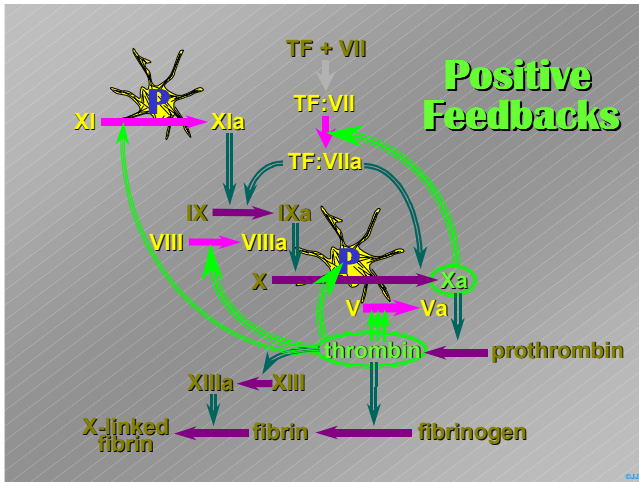 TF + VII
Positive
Feedbacks
P
TF:VII
XI
XIa
TF:VIIa
IX
IXa
VIII
VIIIa
P
X
Xa
V
Va
thrombin
prothrombin
XIIIa
XIII
X-linked
fibrin
fibrin
fibrinogen